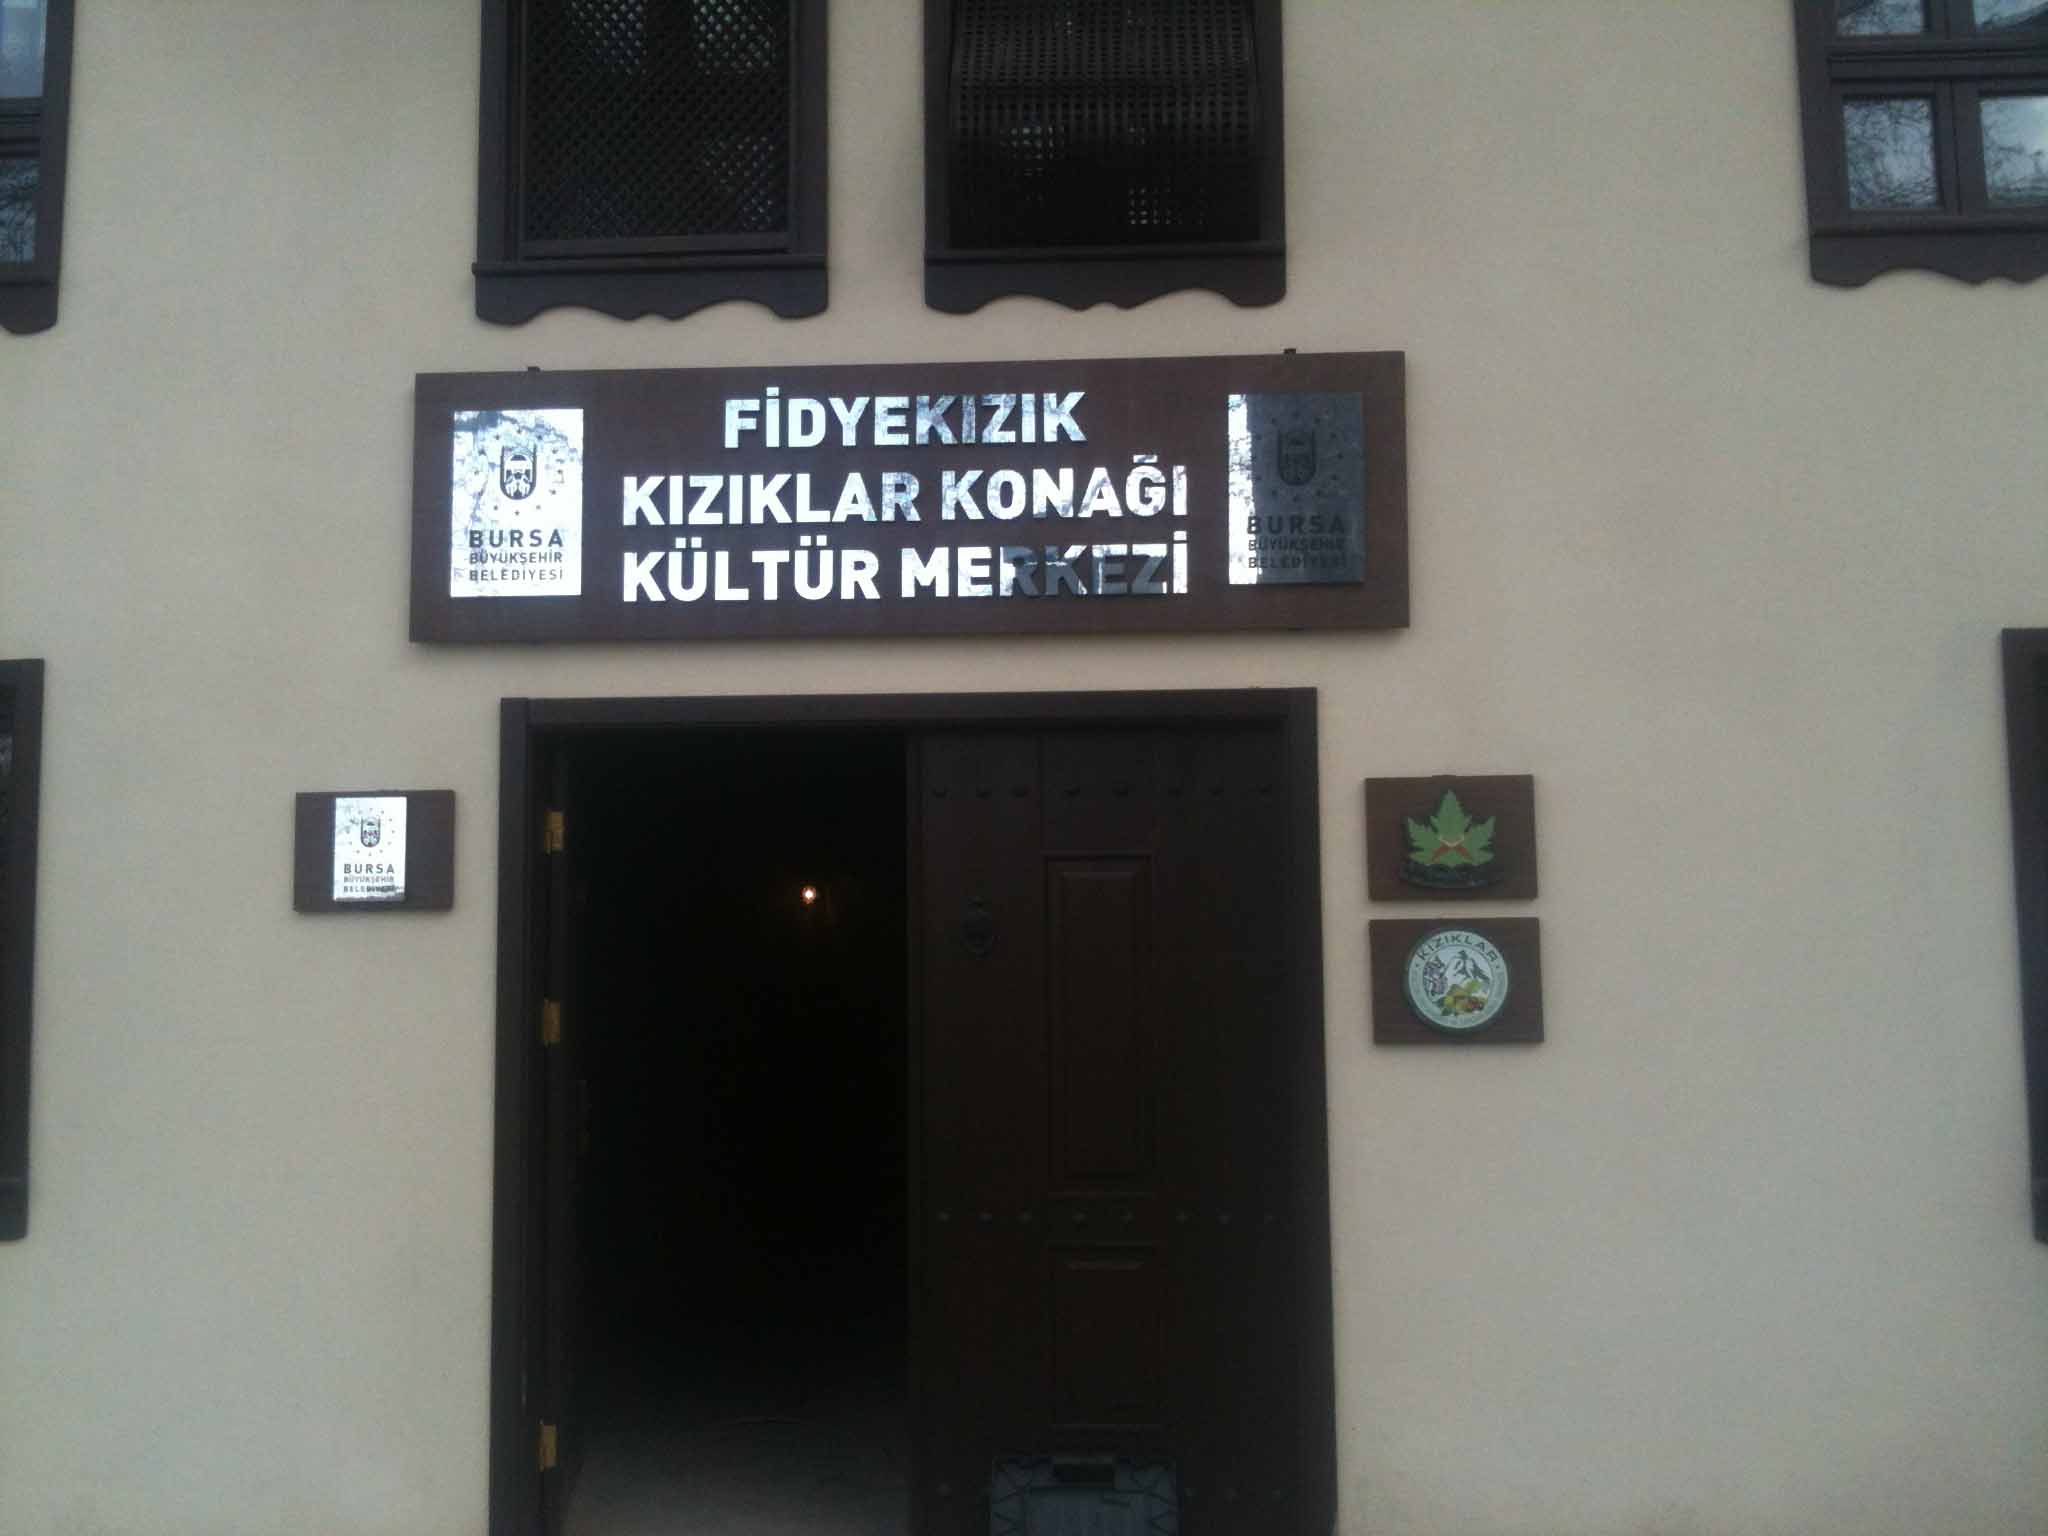 FİDYEKIZIK
KIZIKLAR KONAĞI
KÜLTÜR MERKEZİ
BURSA
BÜYÜKŞEHİR
BELEDİYESİ
BURSA
BÜYÜKŞEHİR
BELEDİYESİ
BURSA
BÜYÜKŞEHİR
BELEDİYESİ
KIZIKLAR